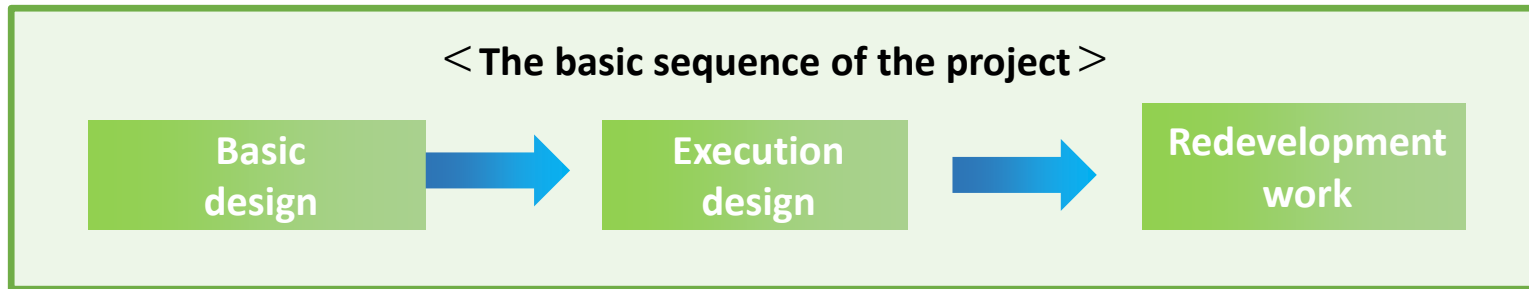 ＜The basic sequence of the project＞
Basic
design
Execution
design
Redevelopment
work